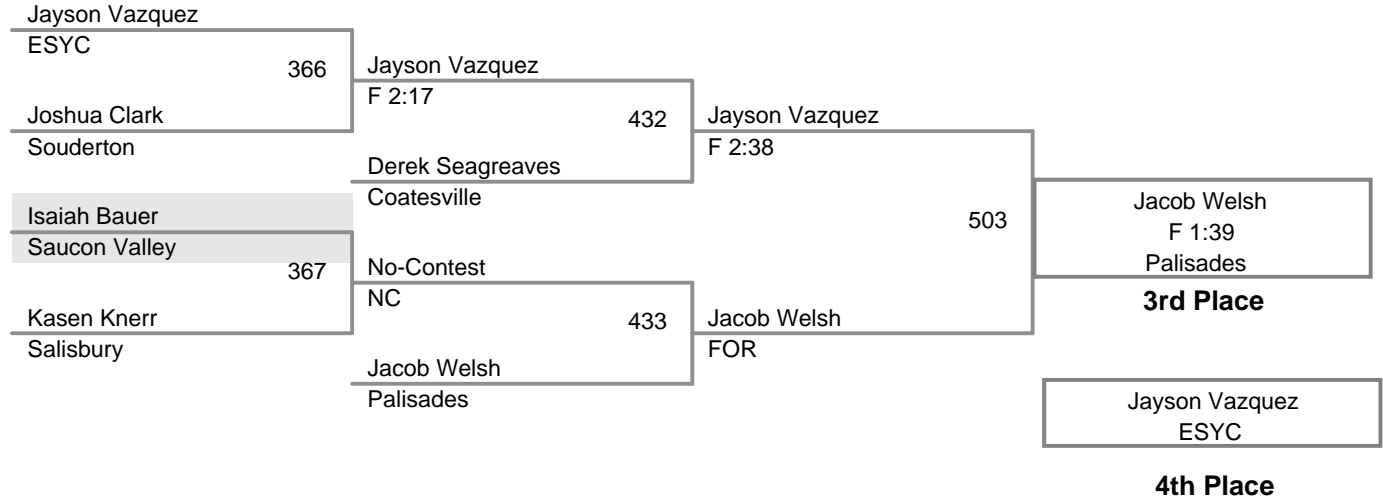 Jayson Vazquez
ESYC
366
Joshua Clark
Souderton
Isaiah Bauer
Saucon Valley
367
Kasen Knerr
Salisbury
Jayson Vazquez
F 2:17
432
Derek Seagreaves
Coatesville
No-Contest
NC
433
Jacob Welsh
Palisades
Jayson Vazquez
F 2:38
503
Jacob Welsh
FOR
Jacob Welsh
F 1:39
Palisades
3rd Place
Jayson Vazquez
ESYC
4th Place